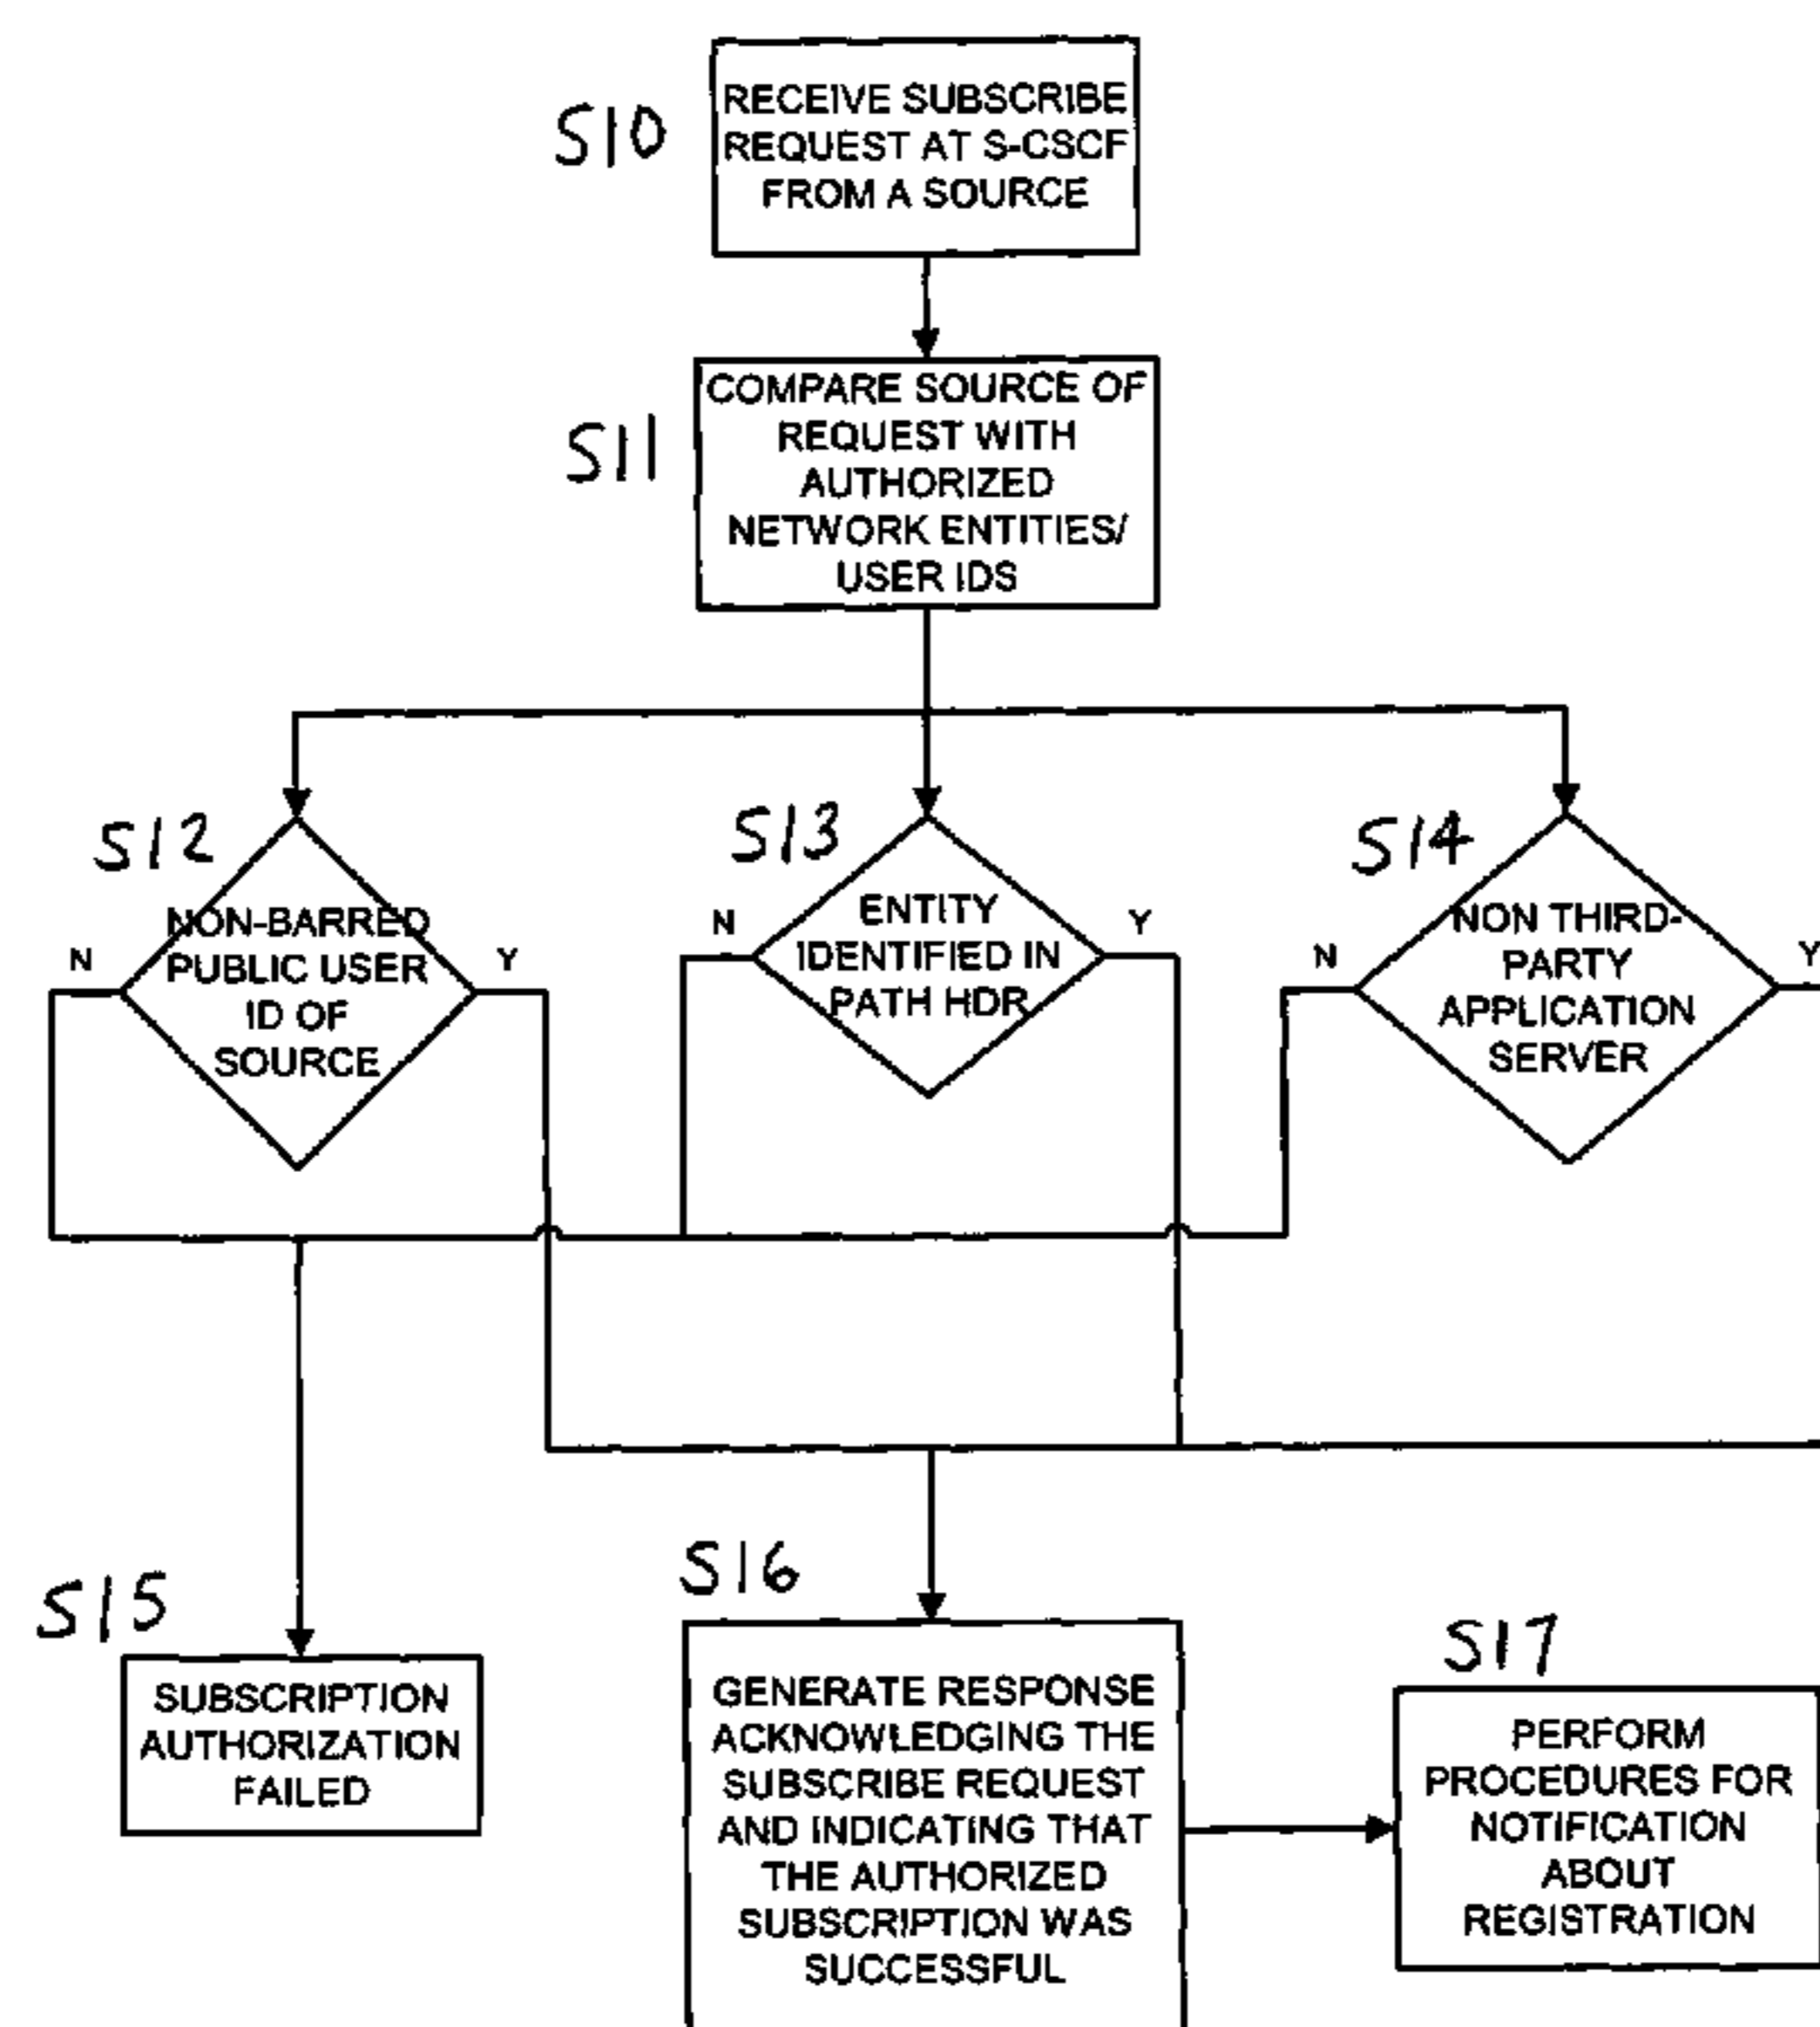 S10
RECEIVE SUBSCRIBE
REQUEST AT S-CSCF
FROM A SOURCE
S11
COMPARE SOURCE OF
REQUEST WITH
AUTHORIZED
NETWORK ENTITIES/
USER IDS
S12
NON-BARRED
PUBLIC USER
ID OF
SOURCE
N
Y
S13
ENTITY
IDENTIFIED IN
PATH HDR
N
Y
S14
NON THIRD-
PARTY
APPLICATION
SERVER
N
Y
S15
SUBSCRIPTION
AUTHORIZATION
FAILED
S16
GENERATE RESPONSE
ACKNOWLEDGING THE
SUBSCRIBE REQUEST
AND INDICATING THAT
THE AUTHORIZED
SUBSCRIPTION WAS
SUCCESSFUL
S17
PERFORM
PROCEDURES FOR
NOTIFICATION
ABOUT
REGISTRATION